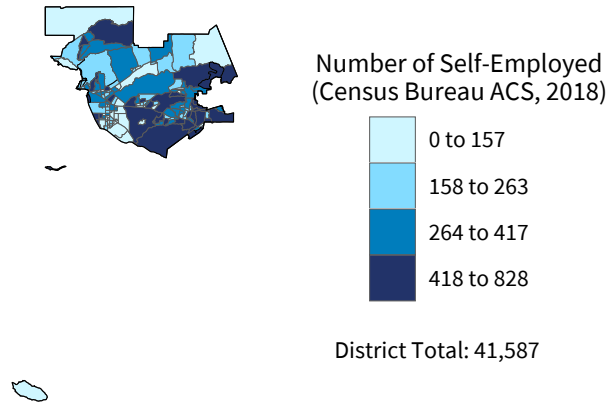 Number of Self-Employed
(Census Bureau ACS, 2018)
0 to 157
158 to 263
264 to 417
418 to 828
District Total: 41,587